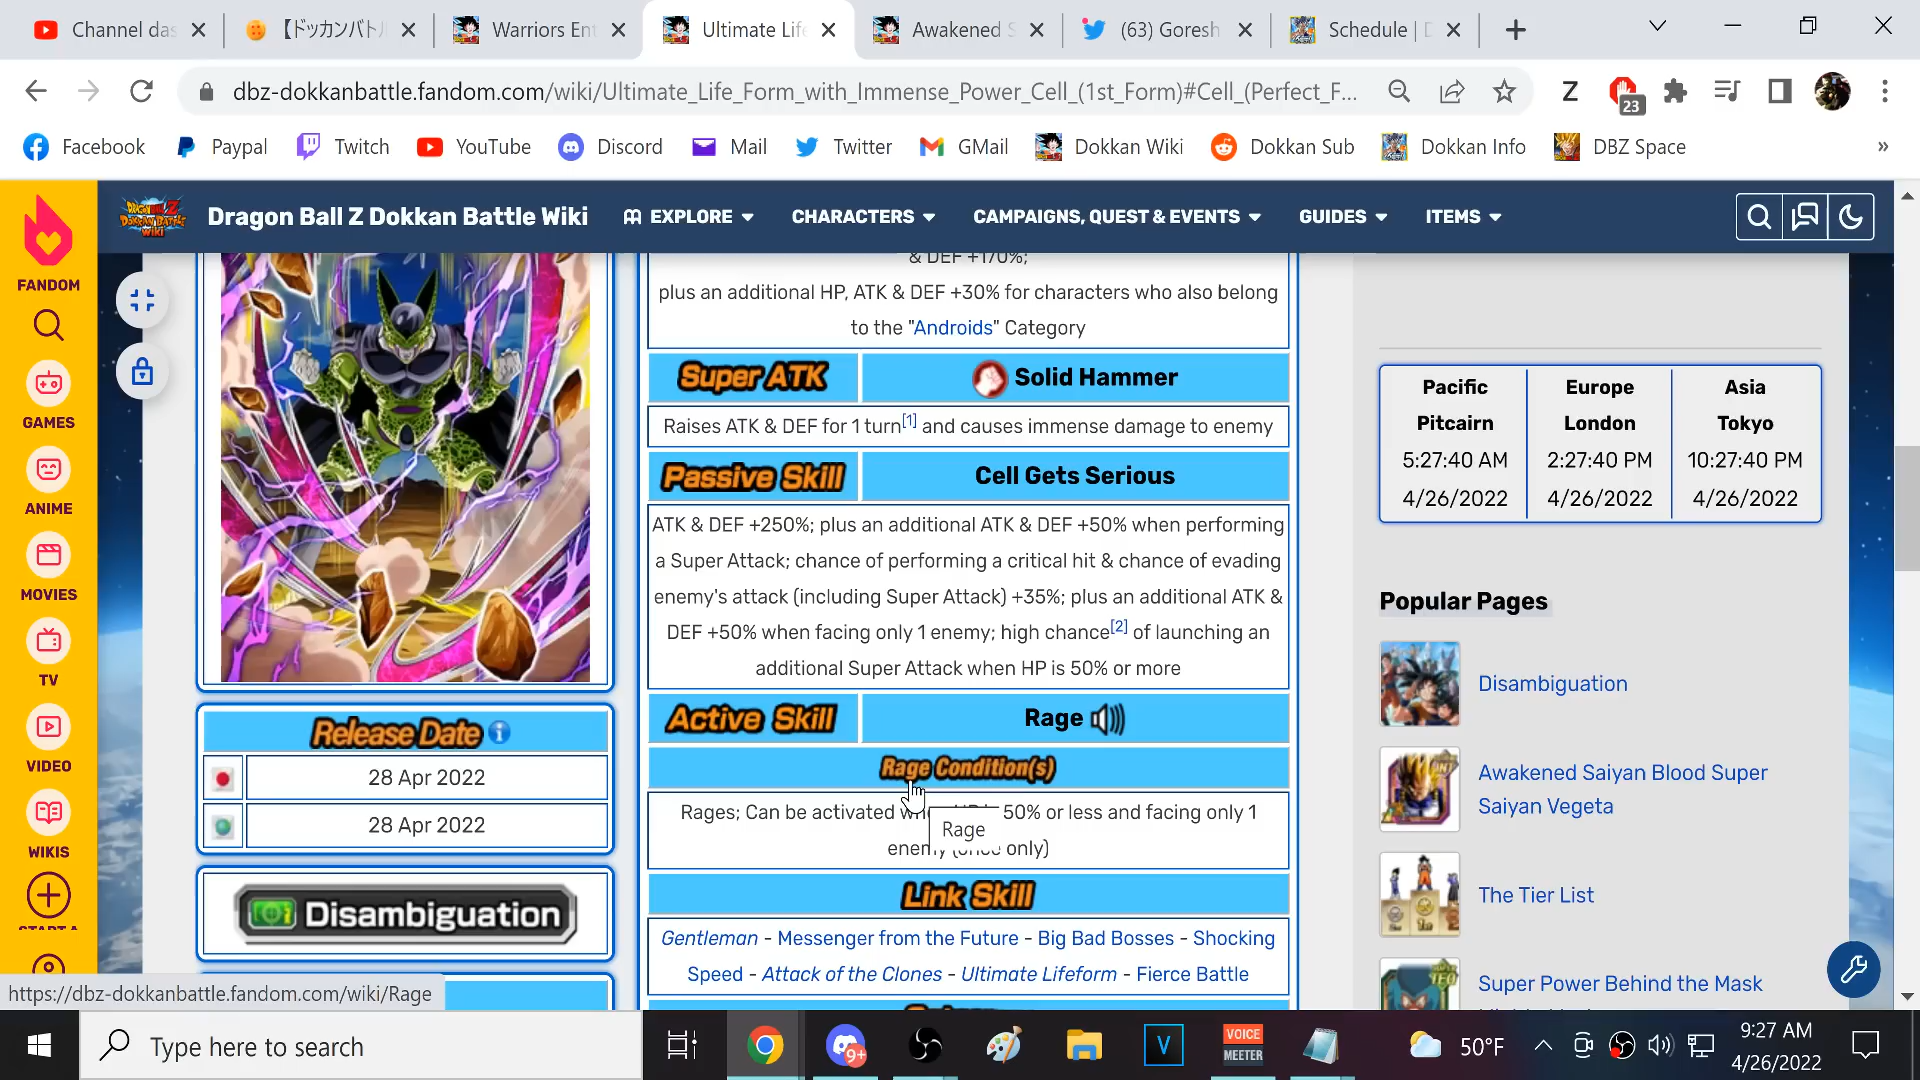 Channel das
【ドッカンバトル
Warriors Ent
Ultimate Life
Awakened S
(63) Goresh
Schedule | D
dbz-dokkanbattle.fandom.com/wiki/Ultimate_Life_Form_with_Immense_Power_Cell_(1st_Form)#Cell_(Perfect_F...
Z
23
Facebook
Paypal
Twitch
YouTube
Discord
Mail
Twitter
GMail
Dokkan Wiki
Dokkan Sub
Dokkan Info
DBZ Space
»
Dragon Ball Z Dokkan Battle Wiki
EXPLORE
CHARACTERS
CAMPAIGNS, QUEST & EVENTS
GUIDES
ITEMS
FANDOM
GAMES
ANIME
MOVIES
TV
VIDEO
WIKIS
START A
& DEF +170%;
plus an additional HP, ATK & DEF +30% for characters who also belong
to the "Androids" Category
Super ATK
Solid Hammer
Raises ATK & DEF for 1 turn[1] and causes immense damage to enemy
Passive Skill
Cell Gets Serious
ATK & DEF +250%; plus an additional ATK & DEF +50% when performing
a Super Attack; chance of performing a critical hit & chance of evading
enemy's attack (including Super Attack) +35%; plus an additional ATK &
DEF +50% when facing only 1 enemy; high chance[2] of launching an
additional Super Attack when HP is 50% or more
Active Skill
Rage
Rage Condition(s)
Rages; Can be activated 50% or less and facing only 1
enemy (once only)
Rage
Link Skill
Gentleman - Messenger from the Future - Big Bad Bosses - Shocking
Speed - Attack of the Clones - Ultimate Lifeform - Fierce Battle
Release Date
28 Apr 2022
28 Apr 2022
Disambiguation
Pacific
Pitcairn
5:27:40 AM
4/26/2022
Europe
London
2:27:40 PM
4/26/2022
Asia
Tokyo
10:27:40 PM
4/26/2022
Popular Pages
Disambiguation
Awakened Saiyan Blood Super
Saiyan Vegeta
The Tier List
Super Power Behind the Mask
https://dbz-dokkanbattle.fandom.com/wiki/Rage
Type here to search
9+
V
VOICE
MEETER
50°F
9:27 AM
4/26/2022